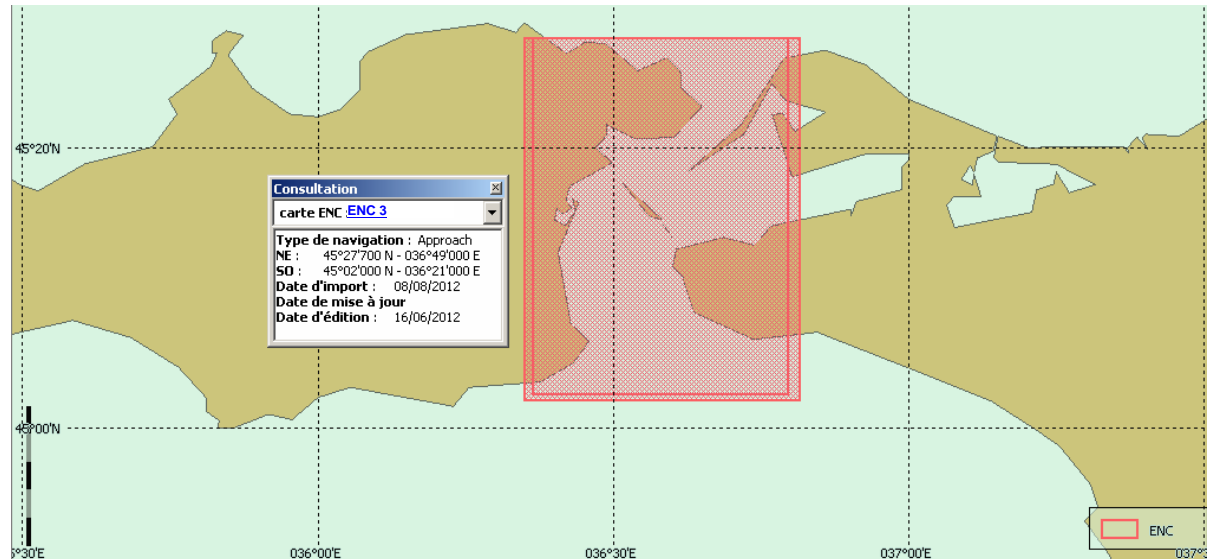 45°20'N
Consultation
carte ENC : ENC 3
Type de navigation : Approach
NE : 45°27'700 N - 036°49'000 E
SO : 45°02'000 N - 036°21'000 E
Date d'import : 08/08/2012
Date de mise à jour
Date d'édition : 16/06/2012
45°00'N
ENC
5°30'E 036°00'E 036°30'E 037°00'E